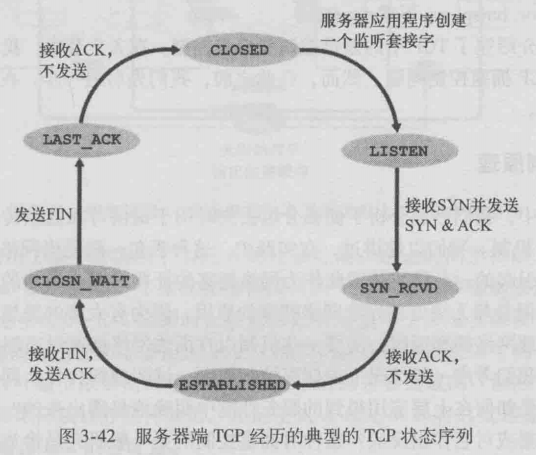 接收ACK，
不发送
CLOSED
服务器应用程序创建
一个监听套接字
LAST_ACK
LISTEN
发送FIN
接收SYN并发送
SYN & ACK
CLOSN_WAIT
SYN_RCVD
接收FIN，
发送ACK
ESTABLISHED
接收ACK，
不发送
图 3-42 服务器端 TCP 经历的典型的 TCP 状态序列